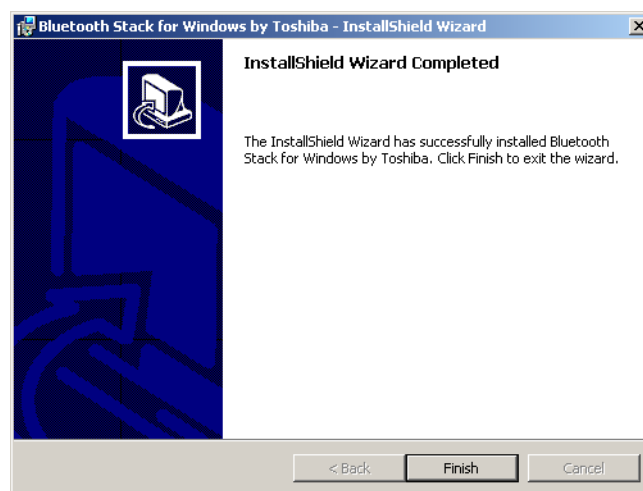 Bluetooth Stack for Windows by Toshiba - InstallShield Wizard
InstallShield Wizard Completed
The InstallShield Wizard has successfully installed Bluetooth
Stack for Windows by Toshiba. Click Finish to exit the wizard.
< Back
Finish
Cancel